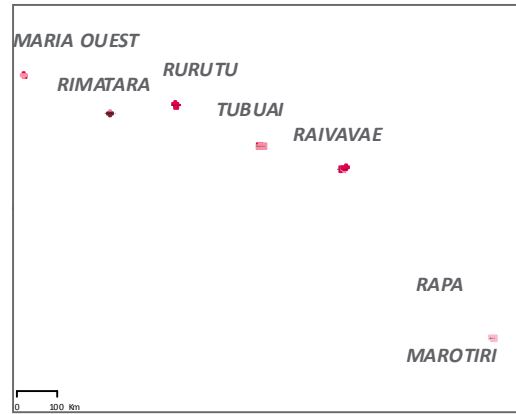 MARIA OUEST
RURUTU
RIMATARA
TUBUAI
RAIVAVAE
RAPA
MAROTIRI
0 100 Km